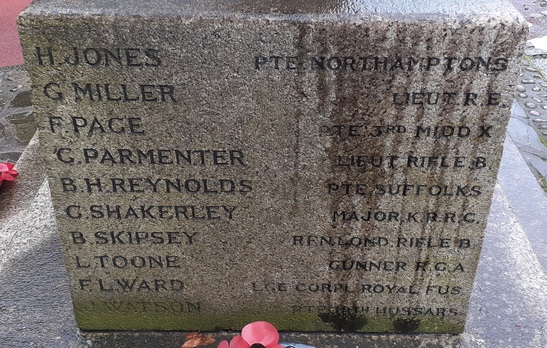 H. JONES PTE. NORTHAMPTONS
G. MILLER LIEUT. R.E.
F. PAGE PTE. 3RD MIDDX
C. PARMENTER LIEUT. RIFLE B.
B.H. REYNOLDS PTE. SUFFOLKS
G. SHAKERLEY MAJOR. K.R.R.C.
B. SKIPSEY RFN. LOND. RIFLE B.
L. TOONE GUNNER R.G.A.
F.L. WARD LCE CORPL. ROYAL FUS.
WATSON HUSSARS